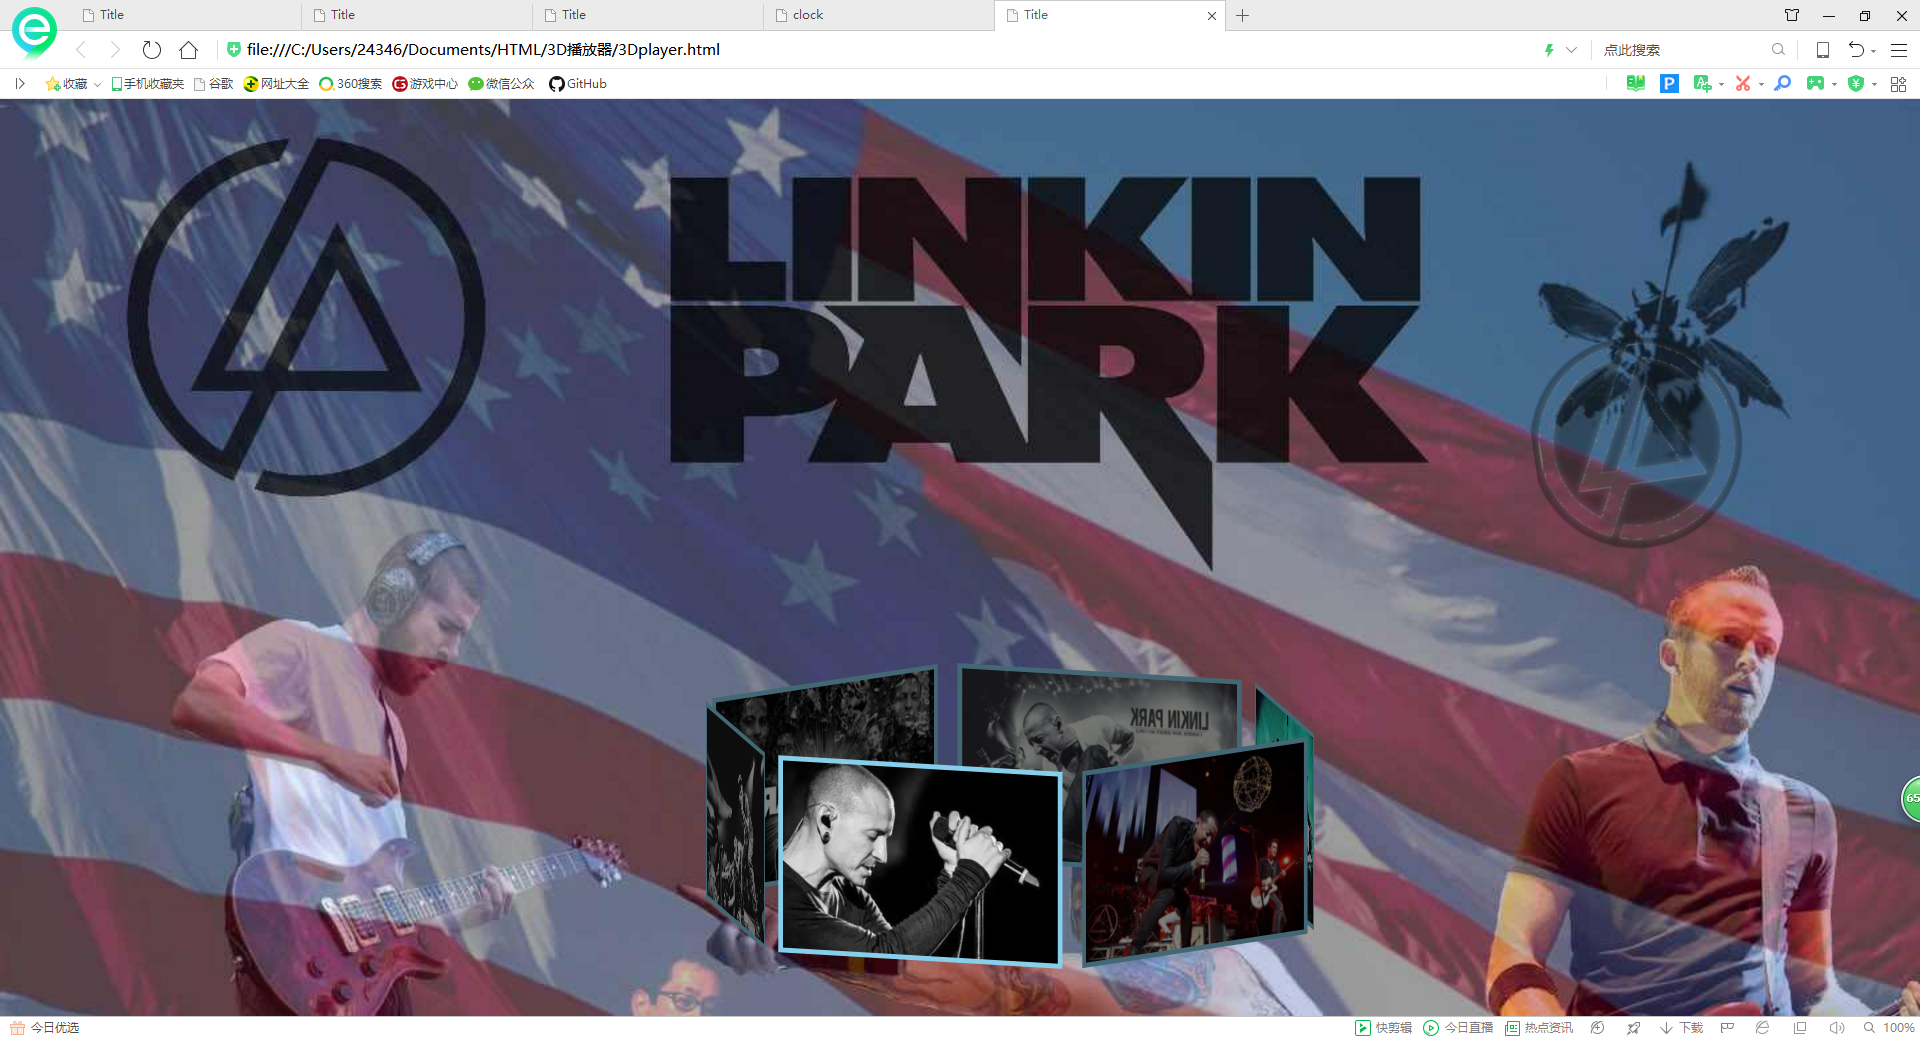 Title
Title
Title
clock
Title
file:///C:/Users/24346/Documents/HTML/3D播放器/3Dplayer.html
点此搜索
收藏
手机收藏夹
谷歌
网址大全
360搜索
游戏中心
微信公众
GitHub
LINKIN
PARK
LINKIN PARK
65
今日优选
快剪辑
今日直播
热点资讯
下载
100%